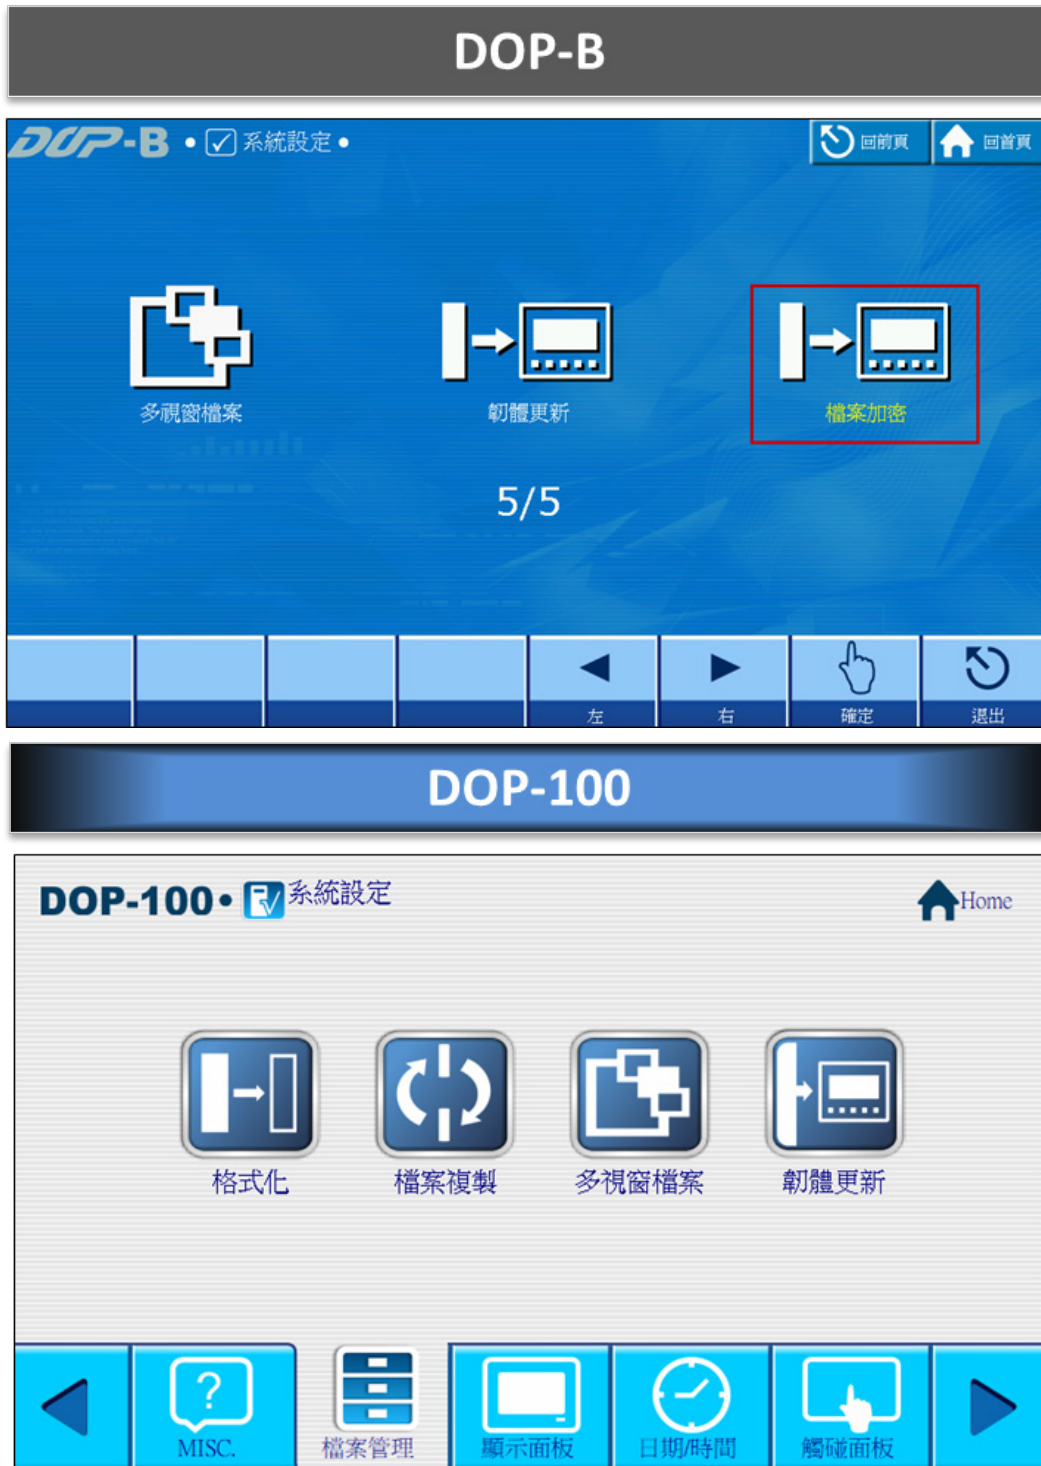 DOP-B
DOP-B • 系統設定 • 回前頁 回首頁
多視窗檔案 韌體更新 檔案加密
5/5
左 右 確定 退出
DOP-100
DOP-100 • 系統設定 Home
格式化 檔案複製 多視窗檔案 韌體更新
?
MISC. 檔案管理 顯示面板 日期/時間 觸碰面板